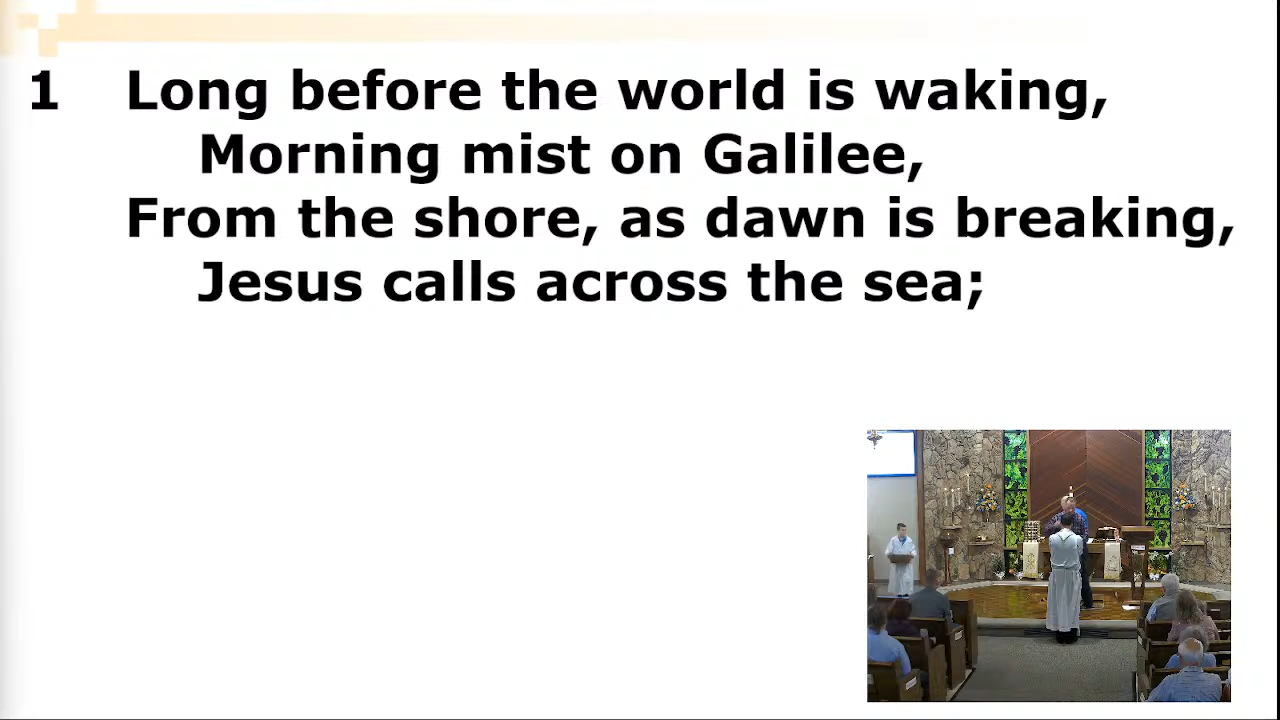 1 Long before the world is waking,
Morning mist on Galilee,
From the shore, as dawn is breaking,
Jesus calls across the sea;